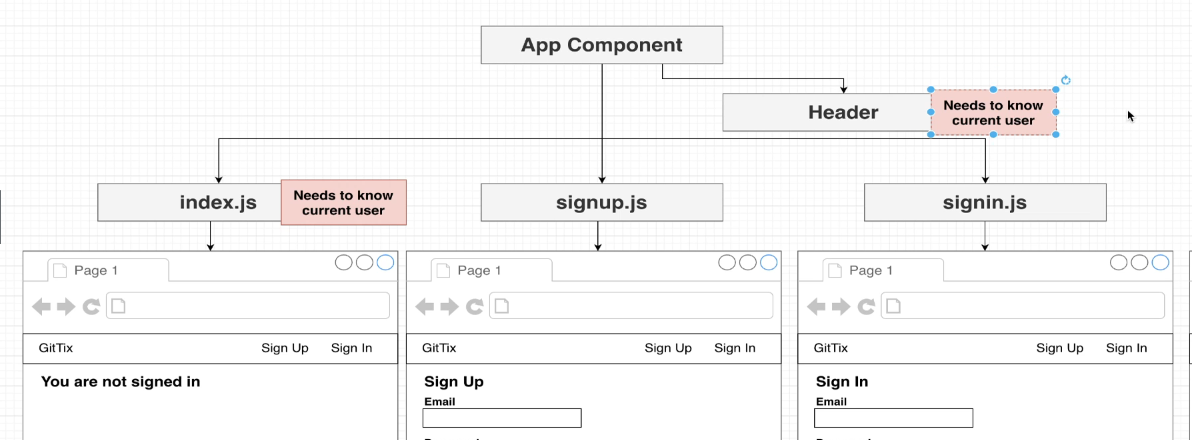 App Component
Header
Needs to know
current user
index.js
Needs to know
current user
signup.js
signin.js
Page 1
Page 1
Page 1
GitTix
Sign Up
Sign In
GitTix
Sign Up
Sign In
GitTix
Sign Up
Sign In
You are not signed in
Sign Up
Email
Sign In
Email